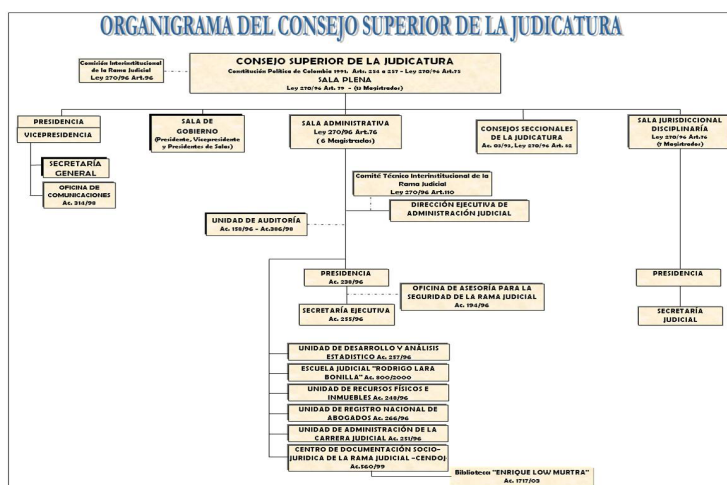 ORGANIGRAMA DEL CONSEJO SUPERIOR DE LA JUDICATURA
Comisión Interinstitucional
de la Rama Judicial
Ley 270/96 Art.96
CONSEJO SUPERIOR DE LA JUDICATURA
Constitución Política de Colombia 1991. Arts. 254 a 257 - Ley 270/96 Art.75
SALA PLENA
Ley 270/96 Art. 79 - (13 Magistrados)
PRESIDENCIA
VICEPRESIDENCIA
SECRETARÍA
GENERAL
OFICINA DE
COMUNICACIONES
Ac. 314/98
SALA DE
GOBIERNO
(Presidente, Vicepresidente
y Presidentes de Salas)
SALA ADMINISTRATIVA
Ley 270/96 Art.76
( 6 Magistrados)
CONSEJOS SECCIONALES
DE LA JUDICATURA
Ac. 03/93, Ley 270/96 Art. 82
SALA JURISDICCIONAL
DISCIPLINARÍA
Ley 270/96 Art.76
(7 Magistrados)
Comité Técnico Interinstitucional de la
Rama Judicial
Ley 270/96 Art.110
DIRECCIÓN EJECUTIVA DE
ADMINISTRACIÓN JUDICIAL
UNIDAD DE AUDITORÍA
Ac. 158/96 - Ac.386/98
PRESIDENCIA
Ac. 238/96
OFICINA DE ASESORÍA PARA LA
SEGURIDAD DE LA RAMA JUDICIAL
Ac. 194/96
SECRETARÍA EJECUTIVA
Ac. 255/96
PRESIDENCIA
SECRETARÍA
JUDICIAL
UNIDAD DE DESARROLLO Y ANÁLISIS
ESTADISTICO Ac. 257/96
ESCUELA JUDICIAL "RODRIGO LARA
BONILLA" Ac. 800/2000
UNIDAD DE RECURSOS FÍSICOS E
INMUEBLES Ac. 248/96
UNIDAD DE REGISTRO NACIONAL DE
ABOGADOS Ac. 266/96
UNIDAD DE ADMINISTRACIÓN DE LA
CARRERA JUDICIAL Ac. 251/96
CENTRO DE DOCUMENTACIÓN SOCIO-
JURIDICA DE LA RAMA JUDICIAL -CENDOJ-
Ac.560/99
Biblioteca "ENRIQUE LOW MURTRA"
Ac. 1717/03